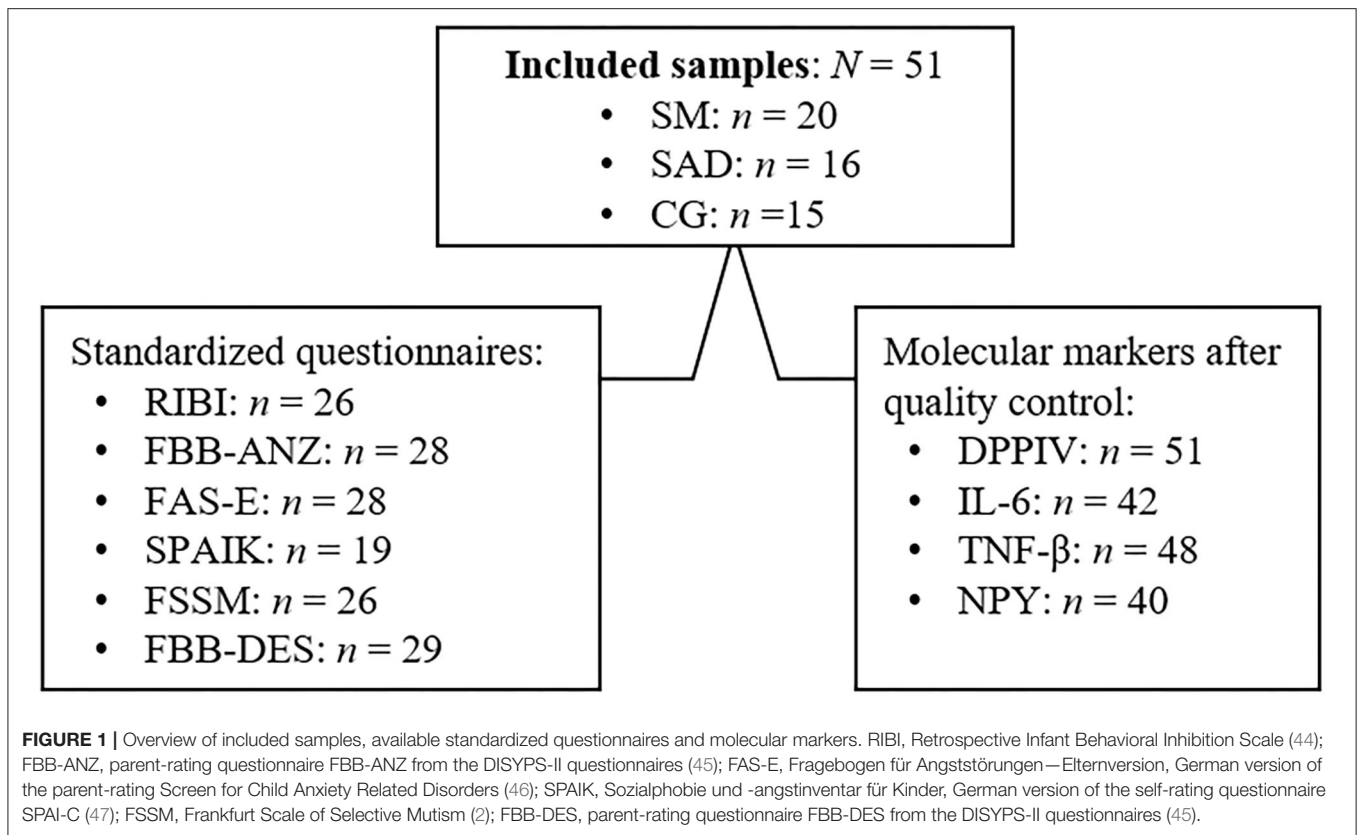 Included samples: N = 51
• SM: n = 20
• SAD: n = 16
• CG: n =15
Standardized questionnaires:
• RIBI: n = 26
• FBB-ANZ: n = 28
• FAS-E: n = 28
• SPAIK: n = 19
• FSSM: n = 26
• FBB-DES: n = 29
Molecular markers after
quality control:
• DPPIV: n = 51
• IL-6: n = 42
• TNF-β: n = 48
• NPY: n = 40
FIGURE 1 | Overview of included samples, available standardized questionnaires and molecular markers. RIBI, Retrospective Infant Behavioral Inhibition Scale (44);
FBB-ANZ, parent-rating questionnaire FBB-ANZ from the DISYPS-II questionnaires (45); FAS-E, Fragebogen für Angststörungen—Elternversion, German version of
the parent-rating Screen for Child Anxiety Related Disorders (46); SPAIK, Sozialphobie und -angstinventar für Kinder, German version of the self-rating questionnaire
SPAI-C (47); FSSM, Frankfurt Scale of Selective Mutism (2); FBB-DES, parent-rating questionnaire FBB-DES from the DISYPS-II questionnaires (45).